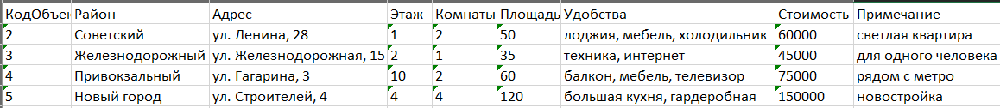 КодОбъек Район Адрес Этаж Комнаты Площадь Удобства Стоимость Примечание
2 Советский ул. Ленина, 28 1 2 50 лоджия, мебель, холодильник 60000 светлая квартира
3 Железнодорожный ул. Железнодорожная, 15 2 1 35 техника, интернет 45000 для одного человека
4 Привокзальный ул. Гагарина, 3 10 2 60 балкон, мебель, телевизор 75000 рядом с метро
5 Новый город ул. Строителей, 4 4 4 120 большая кухня, гардеробная 150000 новостройка